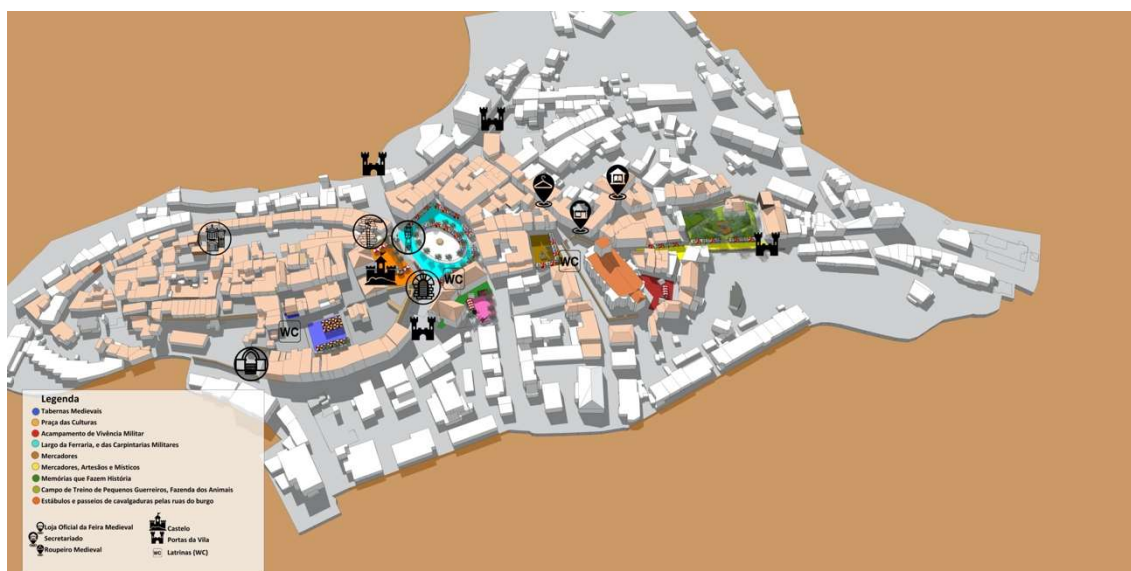 WC
WC
WC
Legenda
Tabernas Medievais
Praça das Culturas
Acampamento de Vivência Militar
Largo da Ferraria, e das Carpintarias Militares
Mercadores
Mercadores, Artesãos e Místicos
Memórias que Fazem História
Campo de Treino de Pequenos Guerreiros, Fazenda dos Animais
Estábulos e passeios de cavalgaduras pelas ruas do burgo
Loja Oficial da Feira Medieval
Secretariado
Roupeiro Medieval
Castelo
Portas da Vila
WC Latrinas (WC)